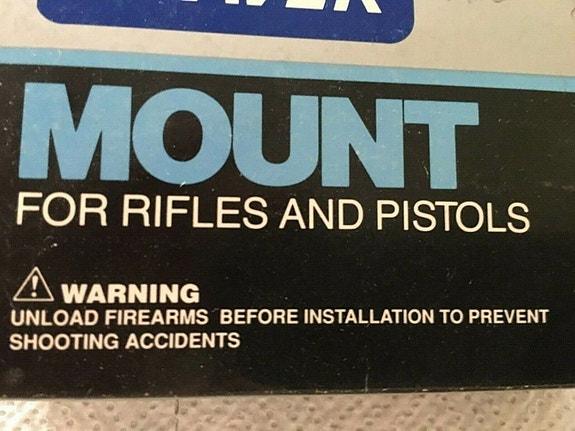 MOUNT
FOR RIFLES AND PISTOLS
WARNING
UNLOAD FIREARMS BEFORE INSTALLATION TO PREVENT
SHOOTING ACCIDENTS